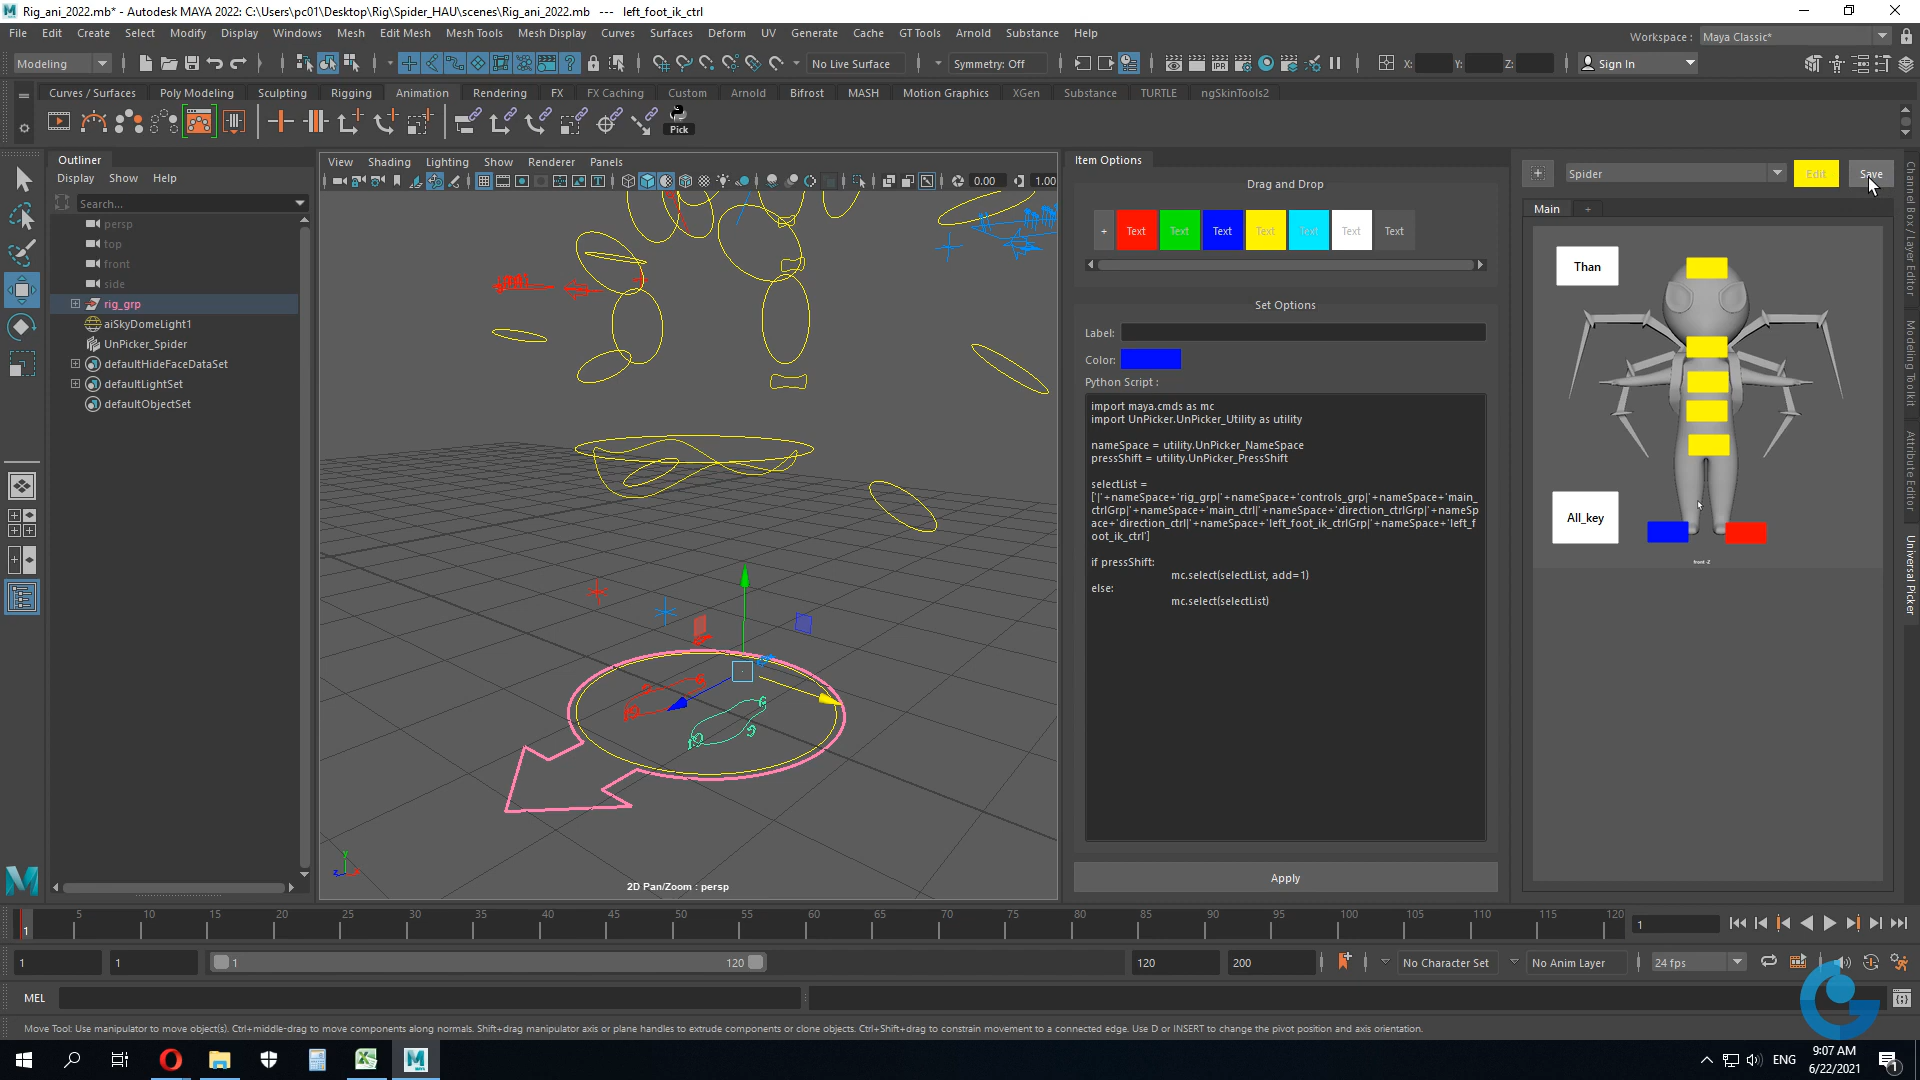 Rig_ani_2022.mb* - Autodesk MAYA 2022: C:\Users\pc01\Desktop\Rig\Spider_HAU\scenes\Rig_ani_2022.mb --- left_foot_ik_ctrl
File Edit Create Select Modify Display Windows Mesh Edit Mesh Mesh Tools Mesh Display Curves Surfaces Deform UV Generate Cache GT Tools Arnold Substance Help
Workspace : Maya Classic*
Modeling No Live Surface Symmetry: Off X: Y: Z: Sign In
Curves / Surfaces Poly Modeling Sculpting Rigging Animation Rendering FX FX Caching Custom Arnold Bifrost MASH Motion Graphics XGen Substance TURTLE ngSkinTools2
Pick
Outliner
Display Show Help
Search...
persp
top
front
side
rig_grp
aiSkyDomeLight1
UnPicker_Spider
defaultHideFaceDataSet
defaultLightSet
defaultObjectSet
View Shading Lighting Show Renderer Panels
0.00 1.00
2D Pan/Zoom : persp
Item Options
Drag and Drop
+ Text Text Text Text Text Text Text
Set Options
Label:
Color:
Python Script :
import maya.cmds as mc
import UnPicker.UnPicker_Utility as utility
nameSpace = utility.UnPicker_NameSpace
pressShift = utility.UnPicker_PressShift
selectList =
['|'+nameSpace+'rig_grp|'+nameSpace+'controls_grp|'+nameSpace+'main_
ctrlGrp|'+nameSpace+'main_ctrl|'+nameSpace+'direction_ctrlGrp|'+nameSp
ace+'direction_ctrl|'+nameSpace+'left_foot_ik_ctrlGrp|'+nameSpace+'left_f
oot_ik_ctrl']
if pressShift:
mc.select(selectList, add=1)
else:
mc.select(selectList)
Apply
Spider Edit Save
Main +
Than
All_key
front -Z
Channel Box / Layer Editor
Modeling Toolkit
Attribute Editor
Universal Picker
5 10 15 20 25 30 35 40 45 50 55 60 65 70 75 80 85 90 95 100 105 110 115 120
1
1
1 1 1 120 120 200 No Character Set No Anim Layer 24 fps
MEL
Move Tool: Use manipulator to move object(s). Ctrl+middle-drag to move components along normals. Shift+drag manipulator axis or plane handles to extrude components or clone objects. Ctrl+Shift+drag to constrain movement to a connected edge. Use D or INSERT to change the pivot position and axis orientation.
ENG
9:07 AM
6/22/2021
1